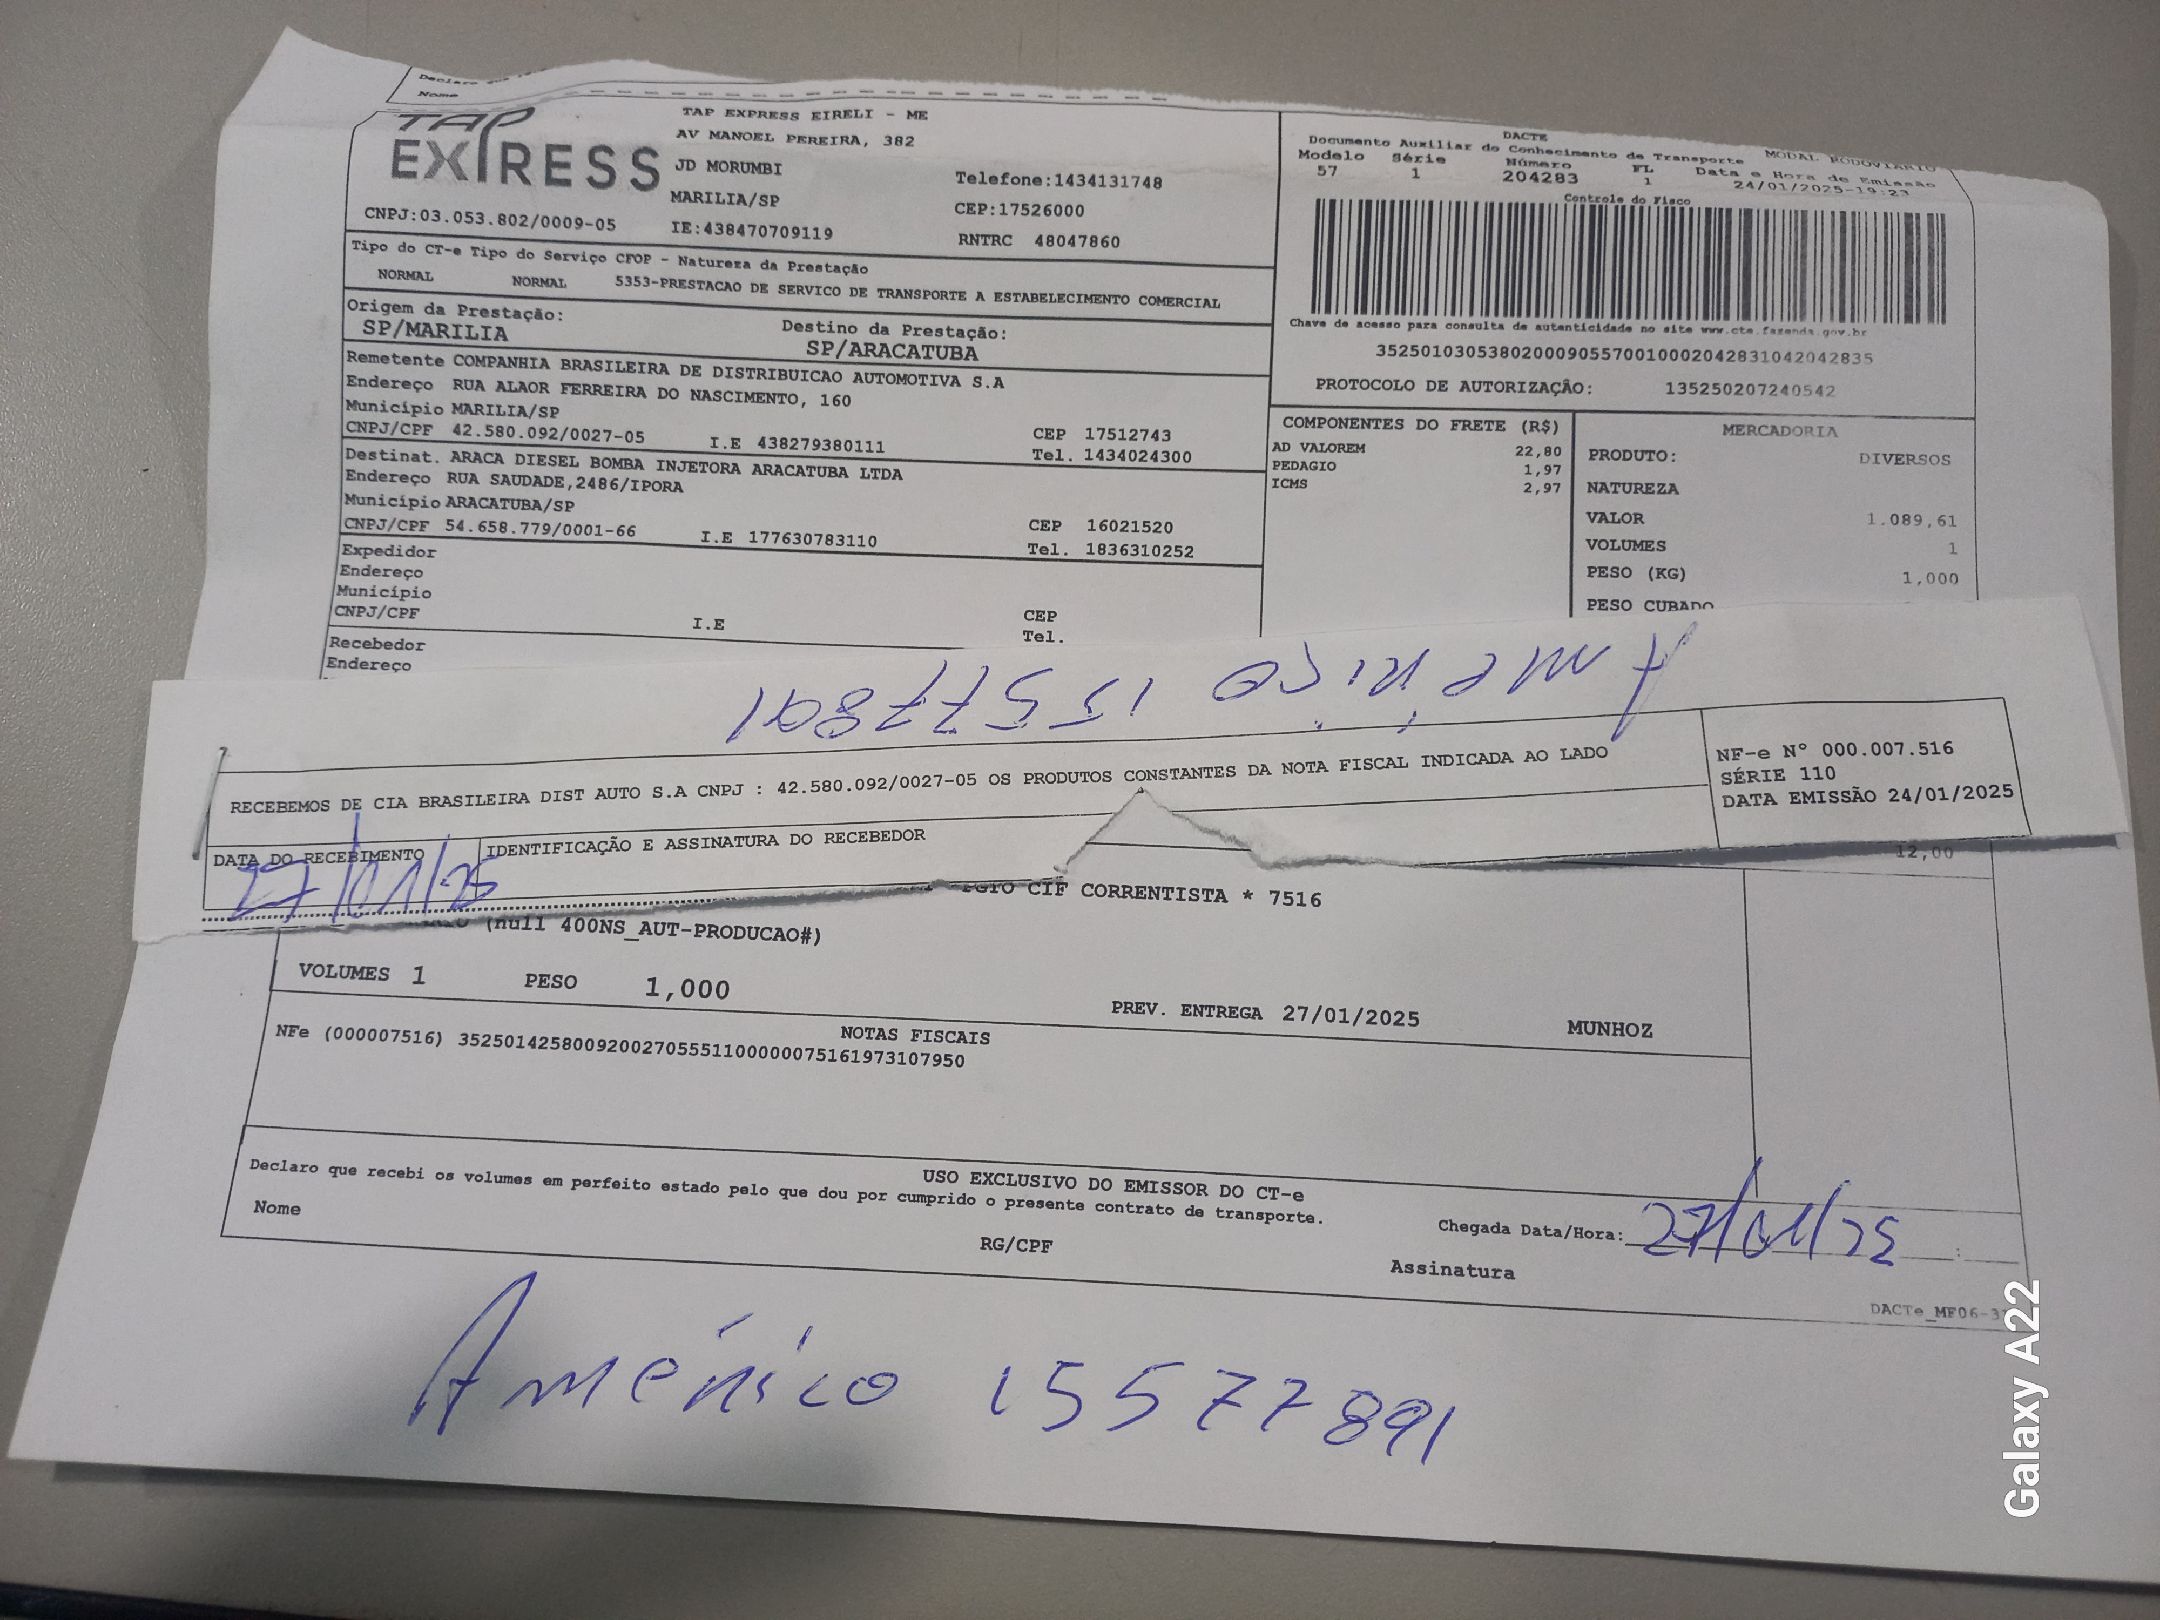 Nome
TAP EXPRESS
TAP EXPRESS EIRELI - ME
AV MANOEL PEREIRA, 382
JD MORUMBI
MARILIA/SP
Telefone:1434131748
CEP:17526000
CNPJ:03.053.802/0009-05
IE:438470709119
RNTRC 48047860
DACTE
Documento Auxiliar do Conhecimento de Transporte MODAL RODOVIARIO
Modelo Série Número FL Data e Hora de Emissão
57 1 204283 1 24/01/2025-19:23
Controle do Fisco
Chave de acesso para consulta de autenticidade no site www.cte.fazenda.gov.br
35250103053802000905570010002042831042042835
PROTOCOLO DE AUTORIZAÇÃO: 135250207240542
Tipo do CT-e Tipo do Serviço CFOP - Natureza da Prestação
NORMAL NORMAL 5353-PRESTACAO DE SERVICO DE TRANSPORTE A ESTABELECIMENTO COMERCIAL
Origem da Prestação: Destino da Prestação:
SP/MARILIA SP/ARACATUBA
Remetente COMPANHIA BRASILEIRA DE DISTRIBUICAO AUTOMOTIVA S.A
Endereço RUA ALAOR FERREIRA DO NASCIMENTO, 160
Município MARILIA/SP CEP 17512743
CNPJ/CPF 42.580.092/0027-05 I.E 438279380111 Tel. 1434024300
Destinat. ARACA DIESEL BOMBA INJETORA ARACATUBA LTDA
Endereço RUA SAUDADE,2486/IPORA
Município ARACATUBA/SP CEP 16021520
CNPJ/CPF 54.658.779/0001-66 I.E 177630783110 Tel. 1836310252
Expedidor
Endereço
Município CEP
CNPJ/CPF I.E Tel.
Recebedor
Endereço
COMPONENTES DO FRETE (R$)
AD VALOREM 22,80
PEDAGIO 1,97
ICMS 2,97
MERCADORIA
PRODUTO: DIVERSOS
NATUREZA
VALOR 1.089,61
VOLUMES 1
PESO (KG) 1,000
PESO CUBADO
Américo 15577891
RECEBEMOS DE CIA BRASILEIRA DIST AUTO S.A CNPJ : 42.580.092/0027-05 OS PRODUTOS CONSTANTES DA NOTA FISCAL INDICADA AO LADO
NF-e N° 000.007.516
SÉRIE 110
DATA EMISSÃO 24/01/2025
DATA DO RECEBIMENTO IDENTIFICAÇÃO E ASSINATURA DO RECEBEDOR
27/01/25
12,00
CIF CORRENTISTA * 7516
(null 400NS_AUT-PRODUCAO#)
VOLUMES 1 PESO 1,000
PREV. ENTREGA 27/01/2025 MUNHOZ
NOTAS FISCAIS
NFe (000007516) 35250142580092002705551100000075161973107950
USO EXCLUSIVO DO EMISSOR DO CT-e
Declaro que recebi os volumes em perfeito estado pelo que dou por cumprido o presente contrato de transporte.
Nome RG/CPF
Chegada Data/Hora: 27/01/25 :
Assinatura
DACTe_MF06-3
Américo 15577891
Galaxy A22